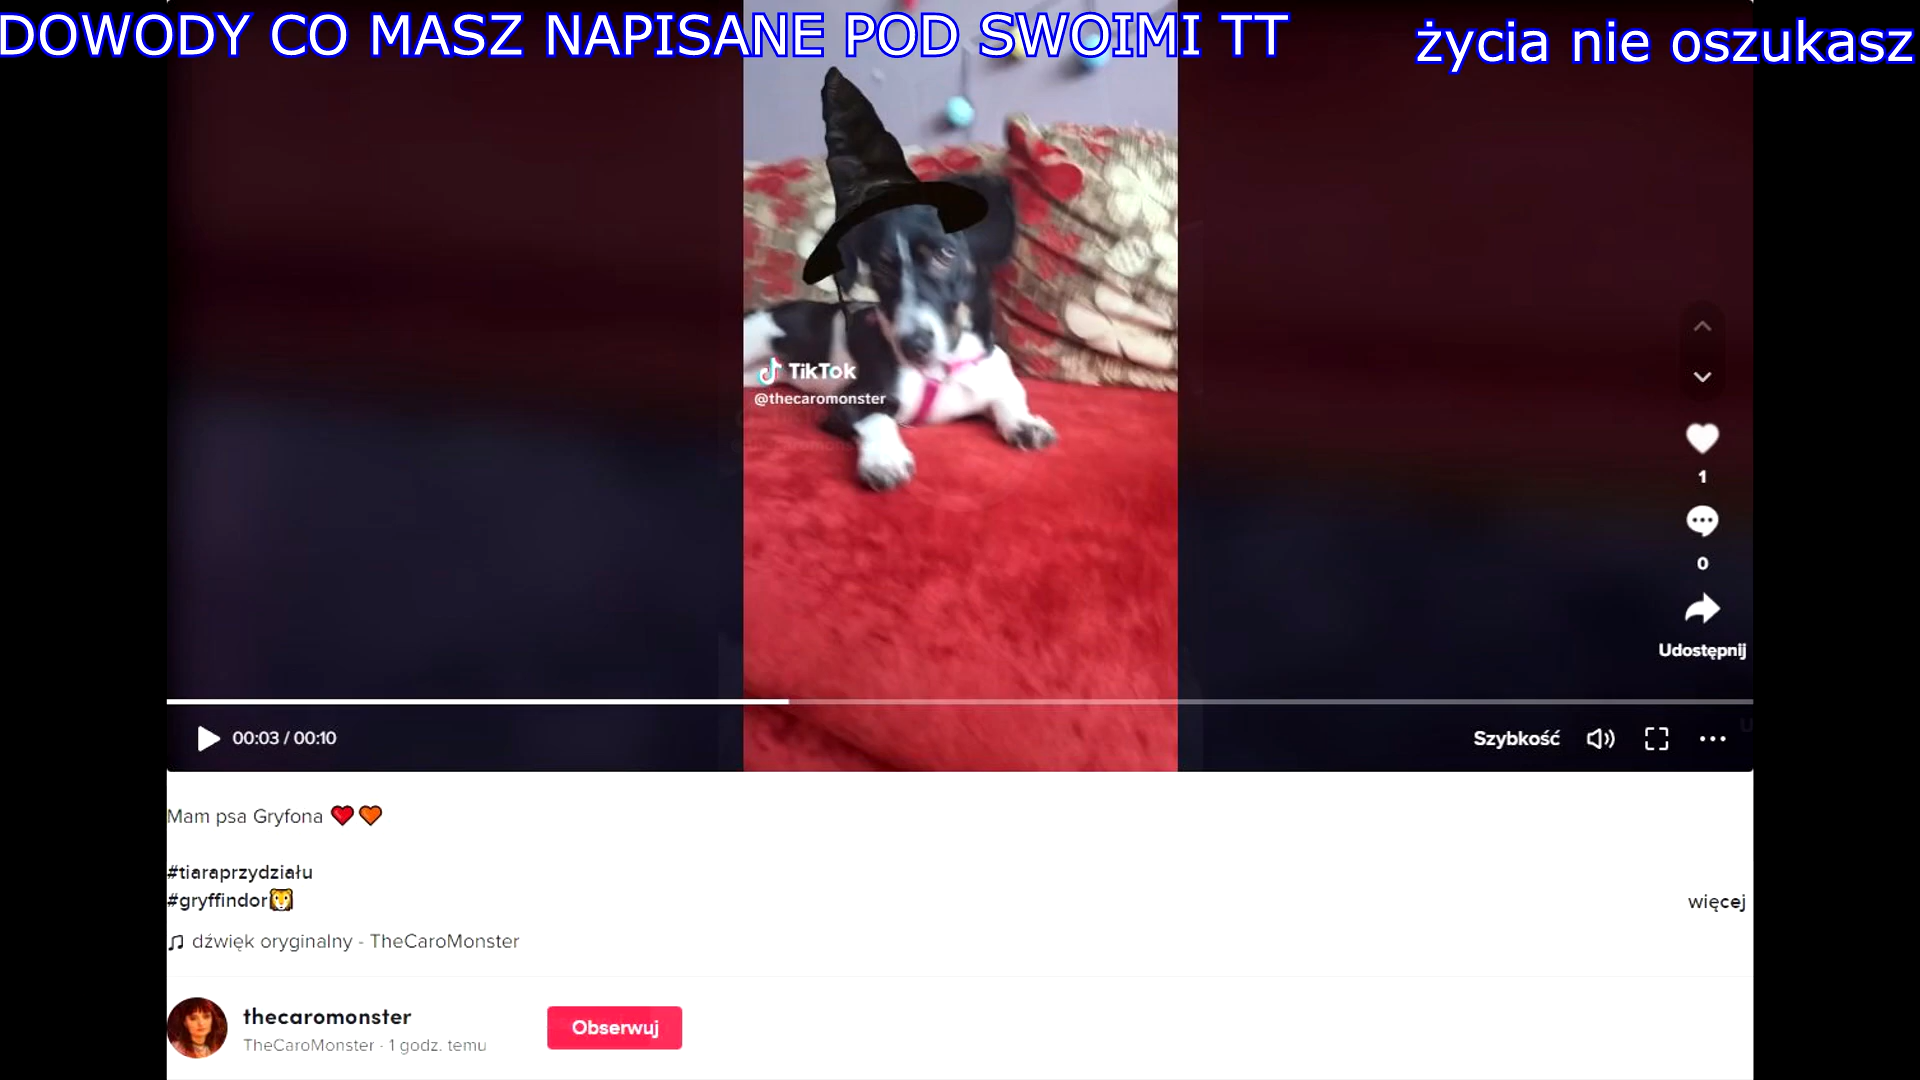 DOWODY CO MASZ NAPISANE POD SWOIMI TT
życia nie oszukasz
TikTok
@thecaromonster
1
0
Udostępnij
00:03 / 00:10
Szybkość
Mam psa Gryfona ❤️🧡
#tiaraprzydziału
#gryffindor🦁
więcej
dźwięk oryginalny - TheCaroMonster
thecaromonster
TheCaroMonster · 1 godz. temu
Obserwuj